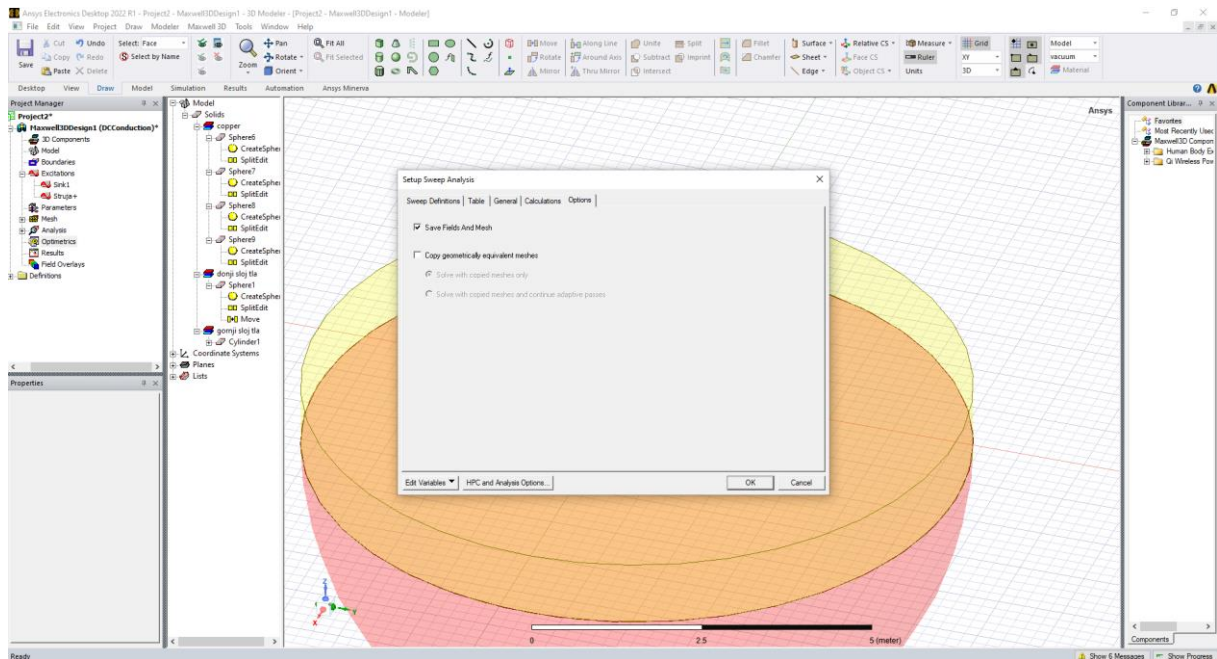 Ansys Electronics Desktop 2022 R1 - Project2 - Maxwell3DDesign1 - 3D Modeler - [Project2 - Maxwell3DDesign1 - Modeler]
File Edit View Project Draw Modeler Maxwell 3D Tools Window Help
Save
Cut Undo
Copy Redo
Paste Delete
Select: Face
Select by Name
Zoom
Pan
Rotate
Orient
Fit All
Fit Selected
Move Along Line Unite Split Fillet
Rotate Around Axis Subtract Imprint Chamfer
Mirror Thru Mirror Intersect
Surface Relative CS Measure Grid Model
Sheet Face CS Ruler XY vacuum
Edge Object CS Units 3D Material
Desktop View Draw Model Simulation Results Automation Ansys Minerva
Project Manager
Project2*
Maxwell3DDesign1 (DCConduction)*
3D Components
Model
Boundaries
Excitations
Sink1
Struja+
Parameters
Mesh
Analysis
Optimetrics
Results
Field Overlays
Definitions
Properties
Model
Solids
copper
Sphere6
CreateSpher
SplitEdit
Sphere7
CreateSpher
SplitEdit
Sphere8
CreateSpher
SplitEdit
Sphere9
CreateSpher
SplitEdit
donji sloj tla
Sphere1
CreateSpher
SplitEdit
Move
gornji sloj tla
Cylinder1
Coordinate Systems
Planes
Lists
Ansys
Setup Sweep Analysis
Sweep Definitions Table General Calculations Options
Save Fields And Mesh
Copy geometrically equivalent meshes
Solve with copied meshes only
Solve with copied meshes and continue adaptive passes
Edit Variables HPC and Analysis Options... OK Cancel
Z
Y
X
0 2.5 5 (meter)
Component Librar...
Favorites
Most Recently Usec
Maxwell3D Compon
Human Body Ex
Qi Wireless Pow
Components
Ready
Show 6 Messages Show Progress